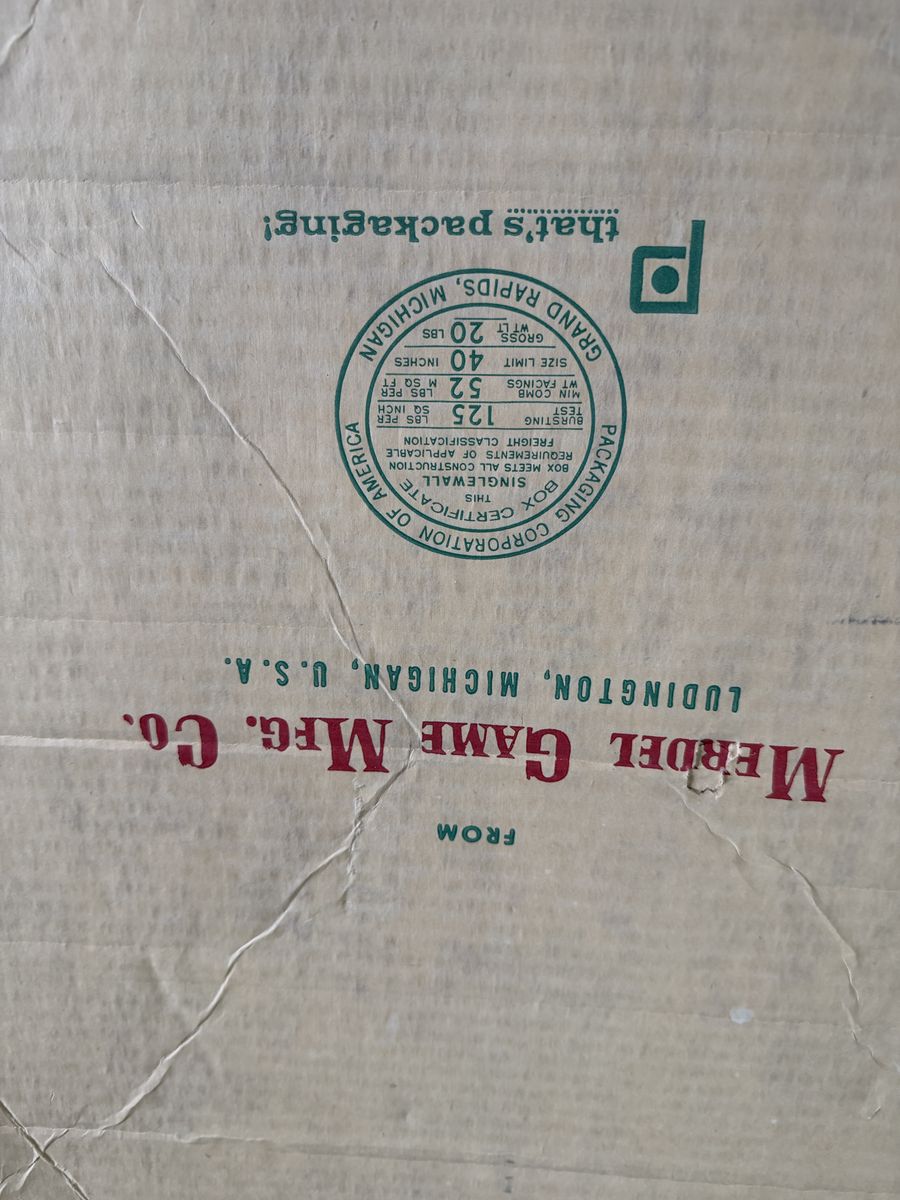 FROM
MERDEL GAME MFG. CO.
LUDINGTON, MICHIGAN, U.S.A.
PACKAGING CORPORATION OF AMERICA
BOX CERTIFICATE
THIS
SINGLEWALL
BOX MEETS ALL CONSTRUCTION
REQUIREMENTS OF APPLICABLE
FREIGHT CLASSIFICATION
BURSTING TEST 125 LBS PER SQ INCH
MIN COMB WT FACINGS 52 LBS PER M SQ FT
SIZE LIMIT 40 INCHES
GROSS WT LT 20 LBS
GRAND RAPIDS, MICHIGAN
that's packaging!